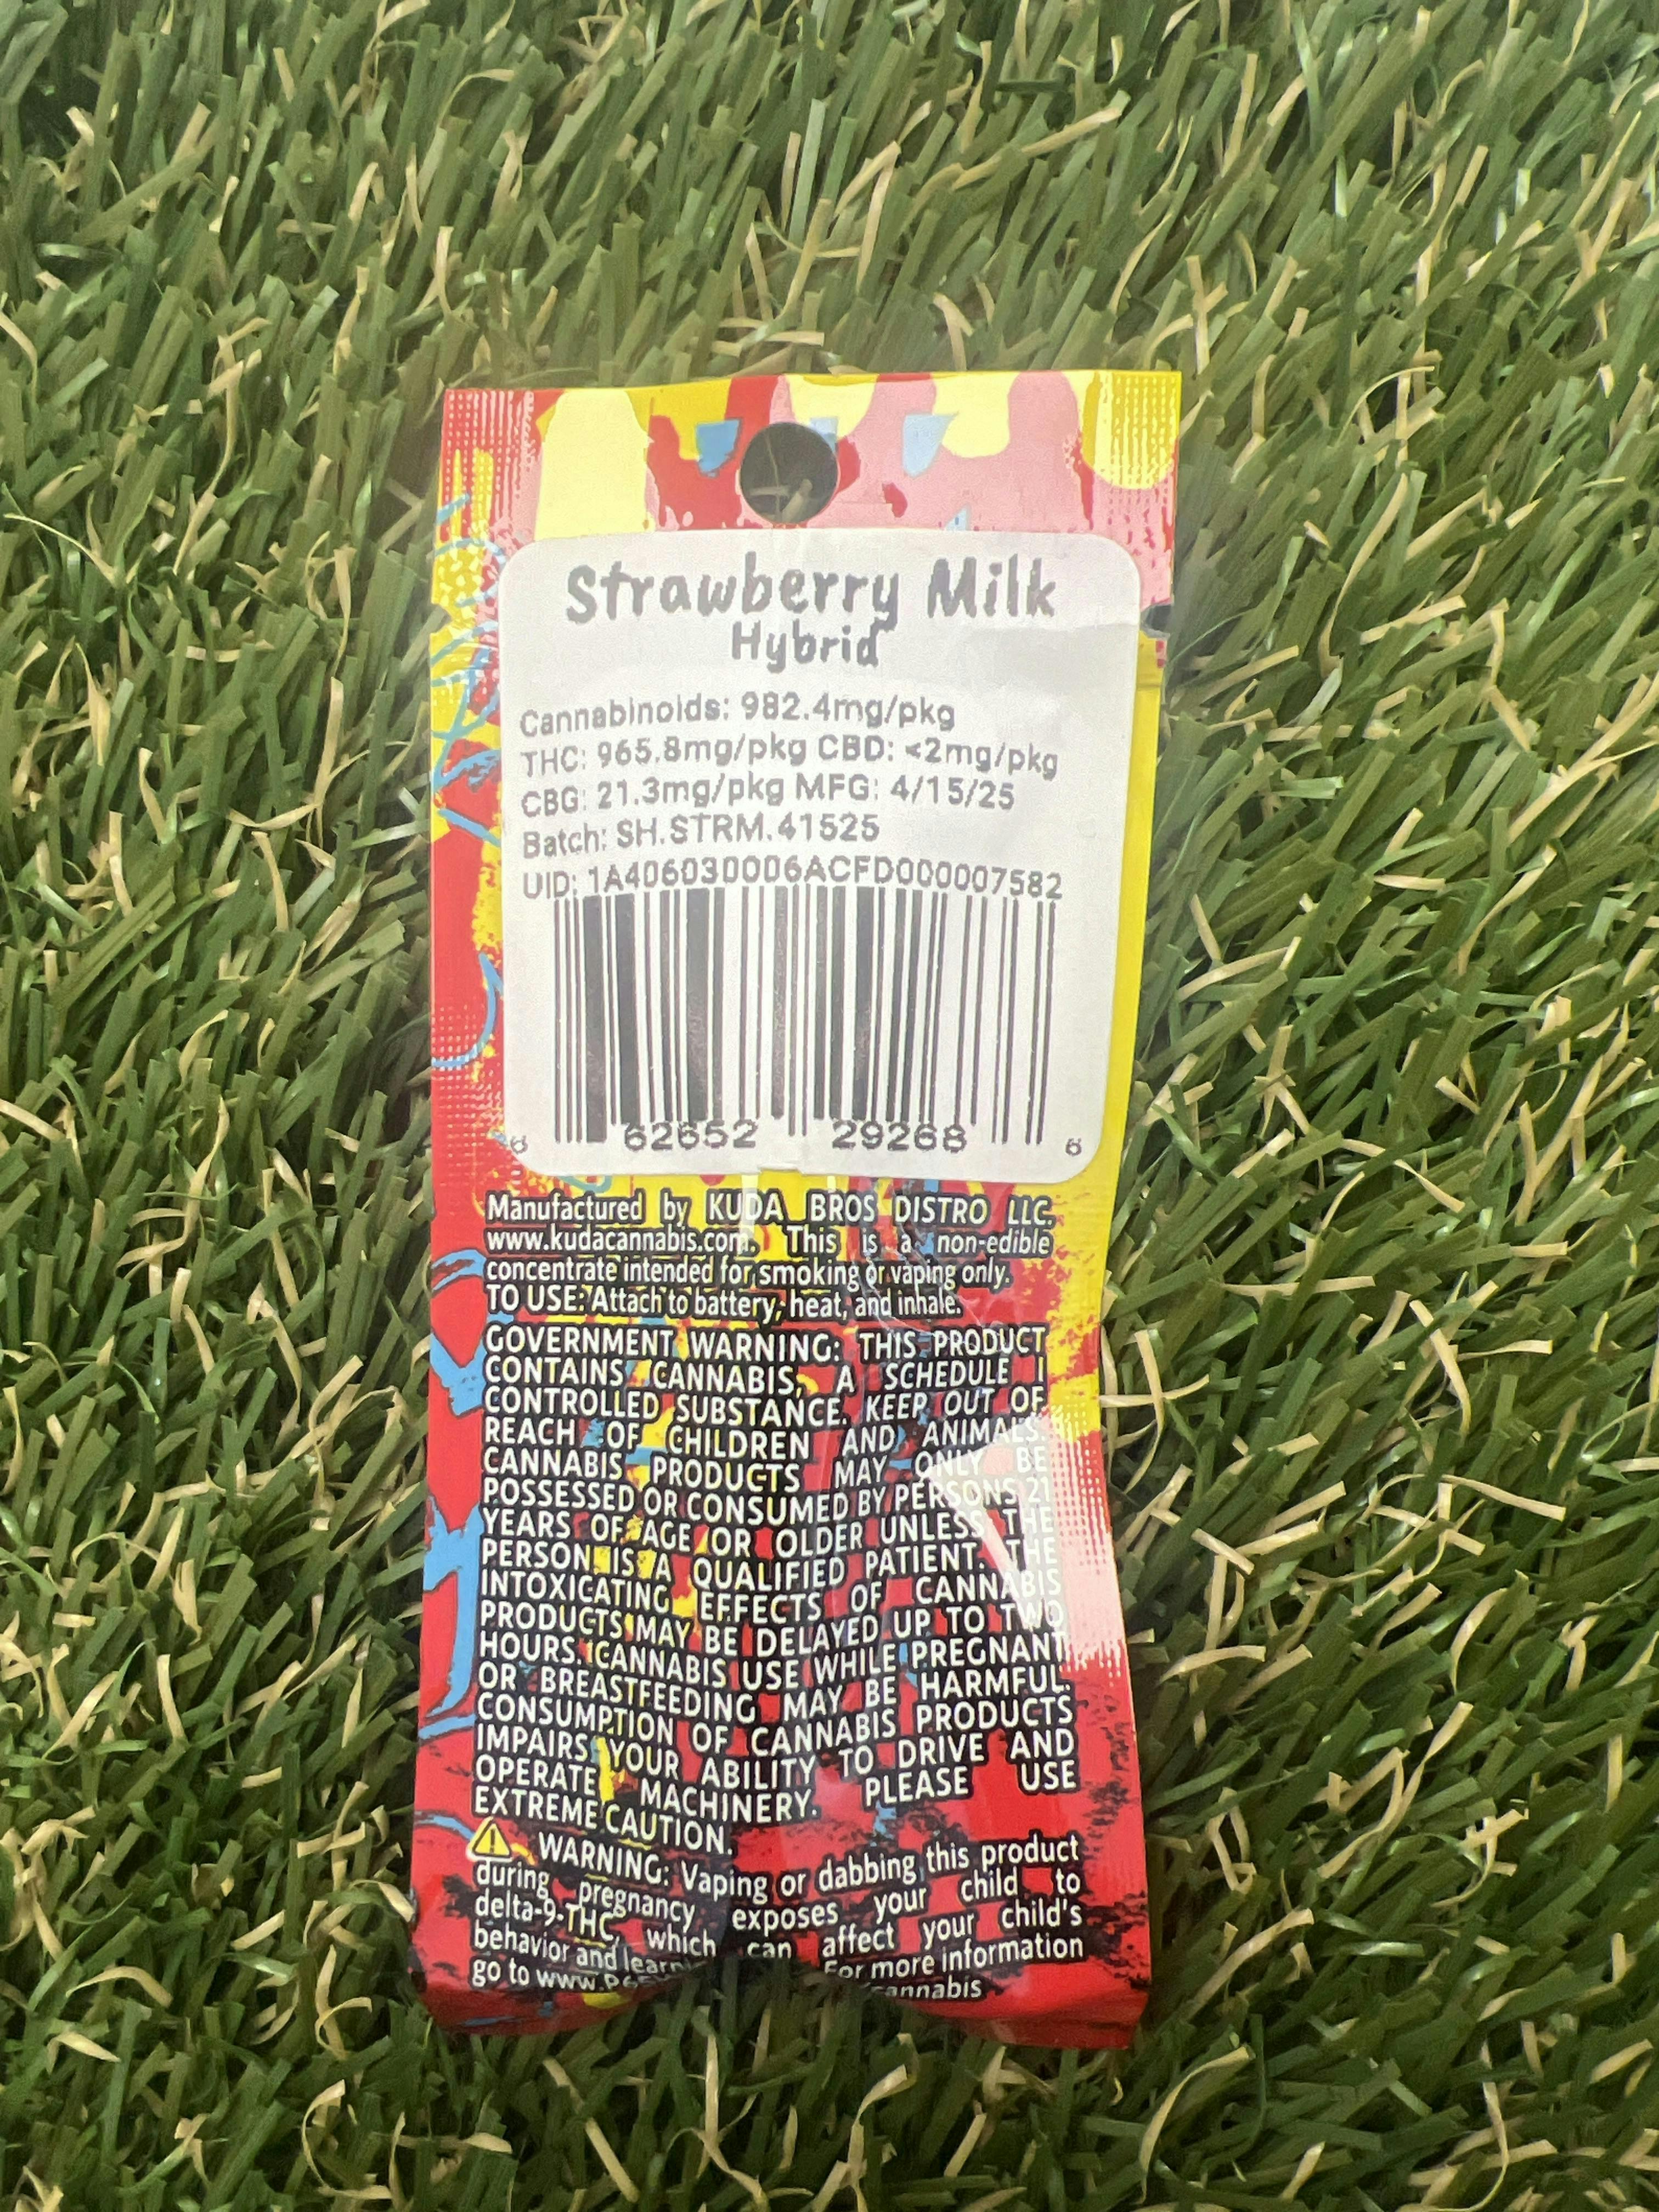 Strawberry Milk
Hybrid
Cannabinoids: 982.4mg/pkg
THC: 965.8mg/pkg CBD: <2mg/pkg
CBG: 21.3mg/pkg MFG: 4/15/25
Batch: SH.STRM.41525
UID: 1A406030006ACFD000007582
6 62652 29268 6
Manufactured by KUDA BROS DISTRO LLC,
www.kudacannabis.com. This is a non-edible
concentrate intended for smoking or vaping only.
TO USE: Attach to battery, heat, and inhale.
GOVERNMENT WARNING: THIS PRODUCT
CONTAINS CANNABIS, A SCHEDULE I
CONTROLLED SUBSTANCE. KEEP OUT OF
REACH OF CHILDREN AND ANIMALS.
CANNABIS PRODUCTS MAY ONLY BE
POSSESSED OR CONSUMED BY PERSONS 21
YEARS OF AGE OR OLDER UNLESS THE
PERSON IS A QUALIFIED PATIENT. THE
INTOXICATING EFFECTS OF CANNABIS
PRODUCTS MAY BE DELAYED UP TO TWO
HOURS. CANNABIS USE WHILE PREGNANT
OR BREASTFEEDING MAY BE HARMFUL.
CONSUMPTION OF CANNABIS PRODUCTS
IMPAIRS YOUR ABILITY TO DRIVE AND
OPERATE MACHINERY. PLEASE USE
EXTREME CAUTION.
WARNING: Vaping or dabbing this product
during pregnancy exposes your child to
delta-9-THC, which can affect your child's
behavior and For more information
go to cannabis